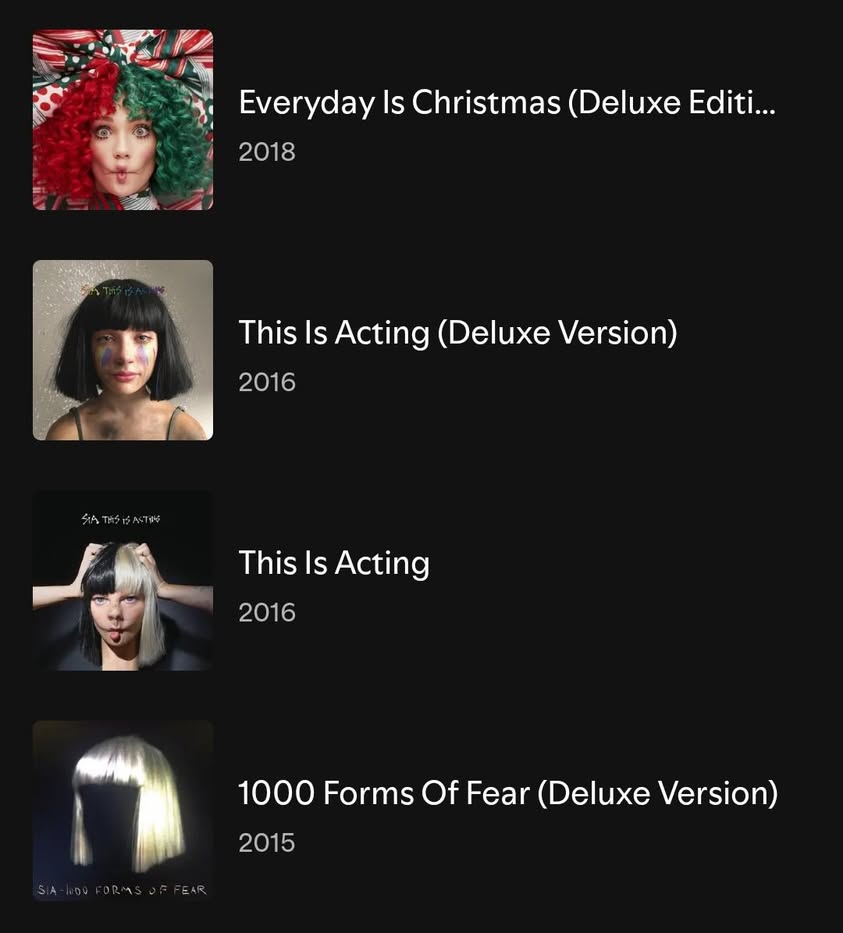 Everyday Is Christmas (Deluxe Editi...
2018
SIA THIS IS ACTING
This Is Acting (Deluxe Version)
2016
SIA THIS IS ACTING
This Is Acting
2016
1000 Forms Of Fear (Deluxe Version)
2015
SIA - 1000 FORMS OF FEAR